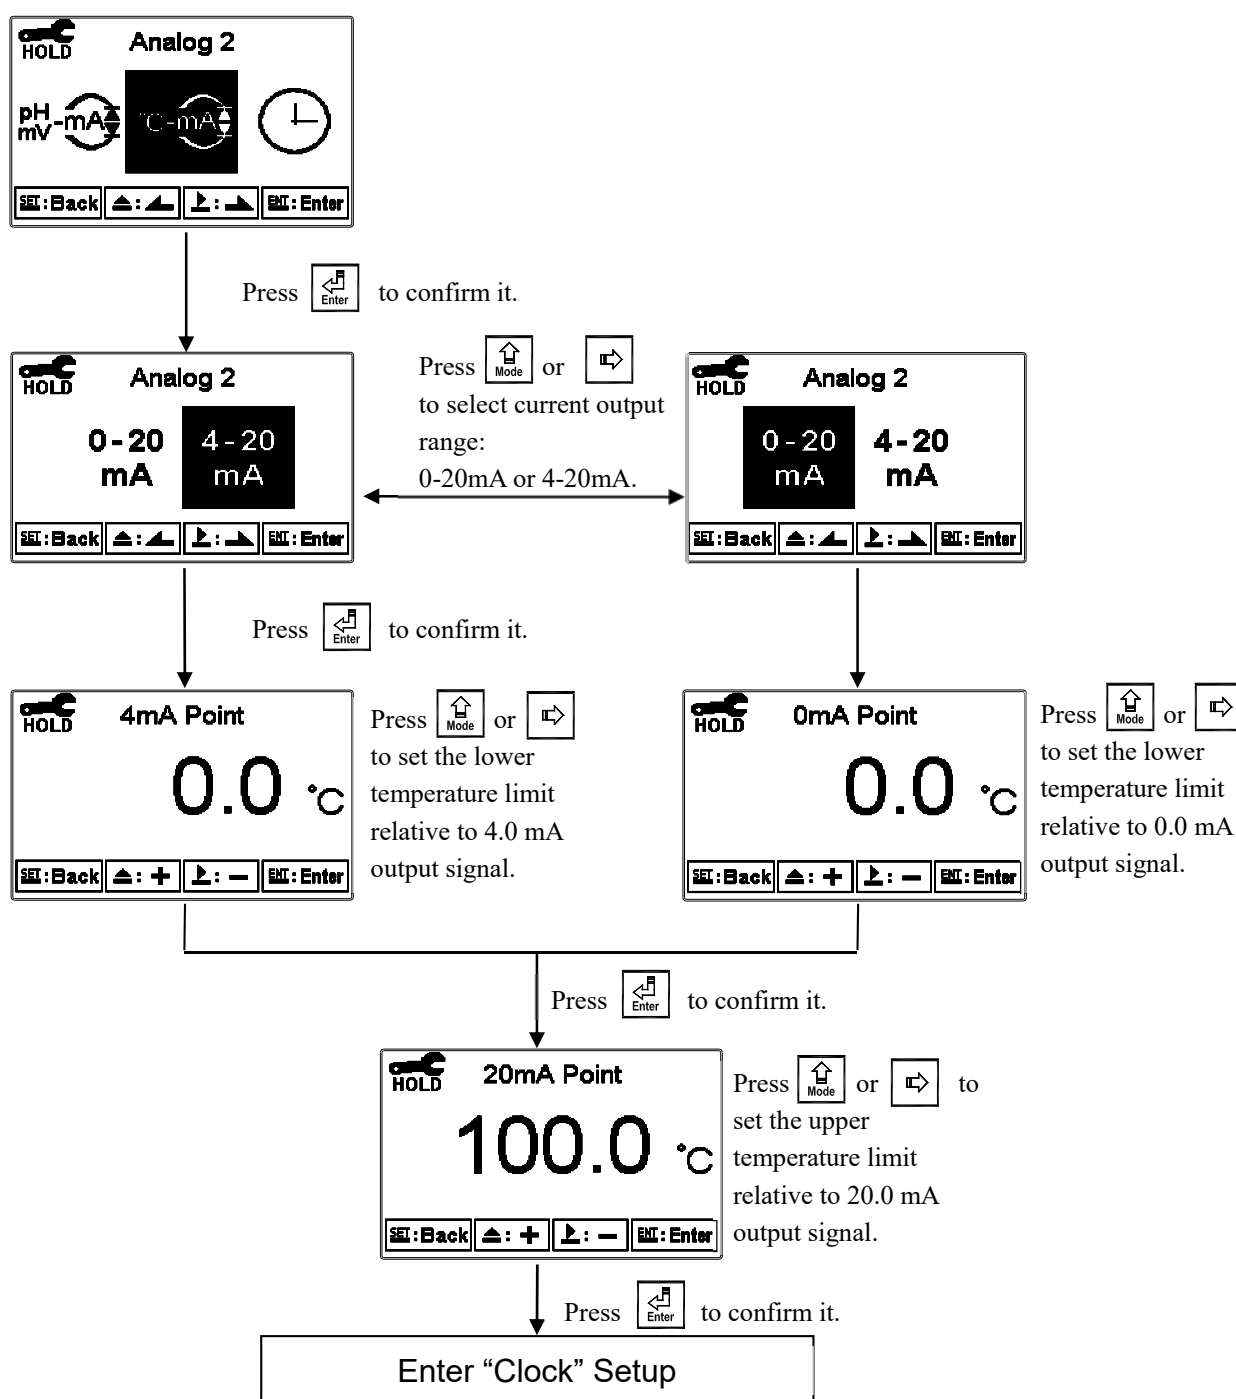 HOLD
Analog 2
pH
mV
-mA
°C-mA
SET:Back
▲:
:
ENT:Enter
Press
Enter
to confirm it.
HOLD
Analog 2
0-20
mA
4-20
mA
SET:Back
▲:
:
ENT:Enter
Press
Mode
or
to select current output
range:
0-20mA or 4-20mA.
HOLD
Analog 2
0-20
mA
4-20
mA
SET:Back
▲:
:
ENT:Enter
Press
Enter
to confirm it.
HOLD
4mA Point
0.0 °C
SET:Back
▲: +
: −
ENT:Enter
Press
Mode
or
to set the lower
temperature limit
relative to 4.0 mA
output signal.
HOLD
0mA Point
0.0 °C
SET:Back
▲: +
: −
ENT:Enter
Press
Mode
or
to set the lower
temperature limit
relative to 0.0 mA
output signal.
Press
Enter
to confirm it.
HOLD
20mA Point
100.0 °C
SET:Back
▲: +
: −
ENT:Enter
Press
Mode
or
to
set the upper
temperature limit
relative to 20.0 mA
output signal.
Press
Enter
to confirm it.
Enter “Clock” Setup